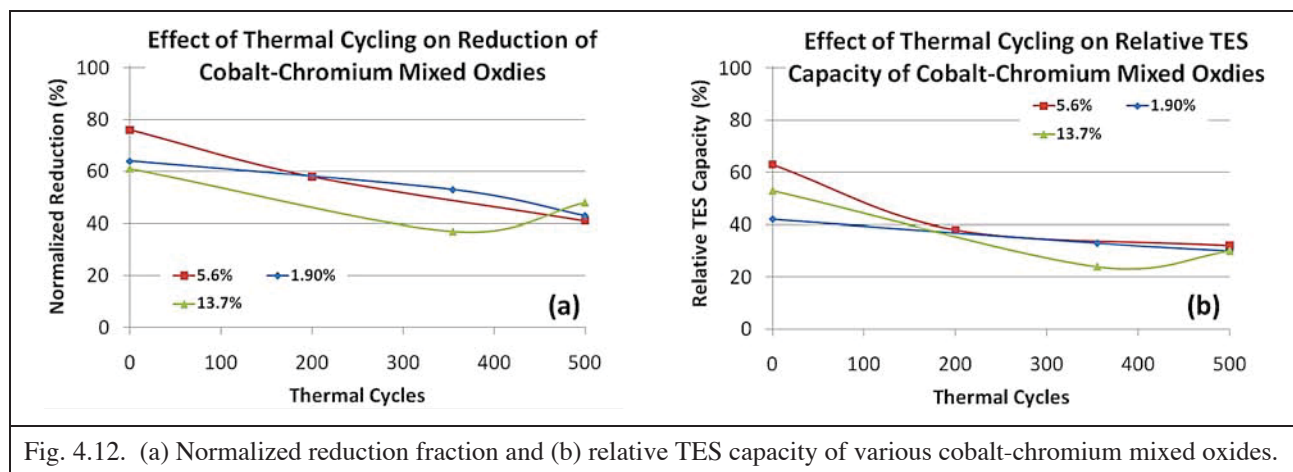 Effect of Thermal Cycling on Reduction of
Cobalt-Chromium Mixed Oxdies
Normalized Reduction (%)
100
80
60
40
20
0
5.6%
1.90%
13.7%
(a)
0 100 200 300 400 500
Thermal Cycles
Effect of Thermal Cycling on Relative TES
Capacity of Cobalt-Chromium Mixed Oxdies
Relative TES Capacity (%)
100
80
60
40
20
0
5.6%
1.90%
13.7%
(b)
0 100 200 300 400 500
Thermal Cycles
Fig. 4.12. (a) Normalized reduction fraction and (b) relative TES capacity of various cobalt-chromium mixed oxides.